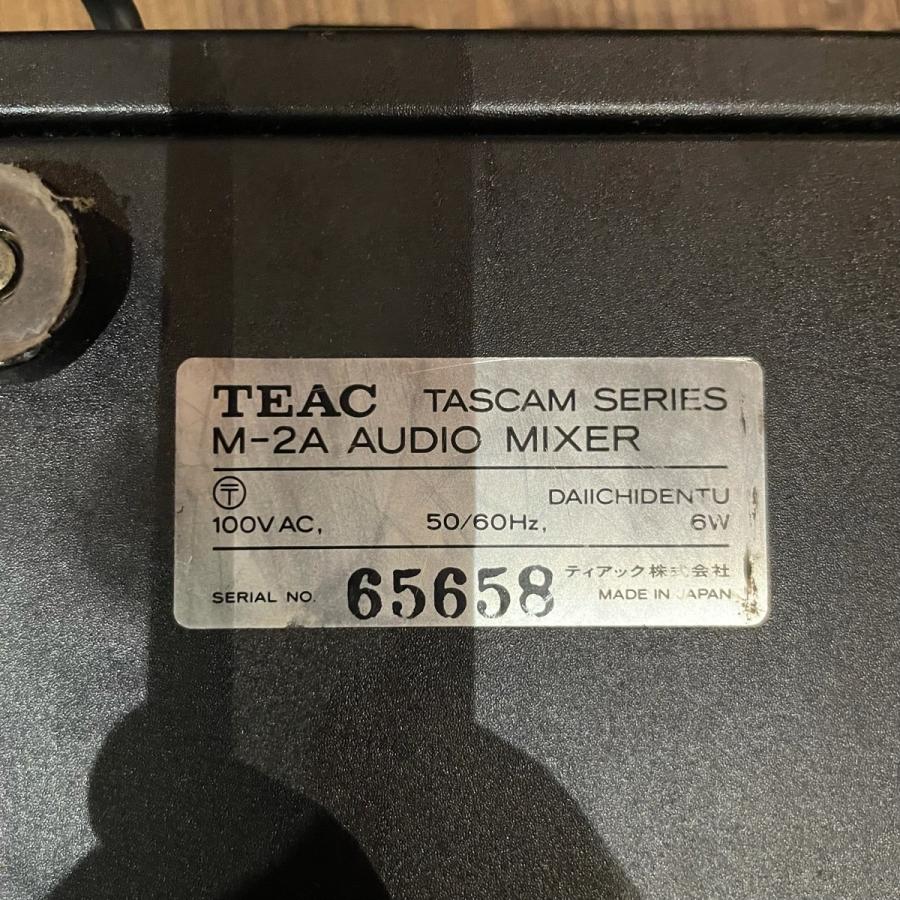 TEAC TASCAM SERIES
M-2A AUDIO MIXER
〒 DAIICHIDENTU
100V AC, 50/60Hz, 6W
SERIAL NO. 65658 ティアック株式会社
MADE IN JAPAN